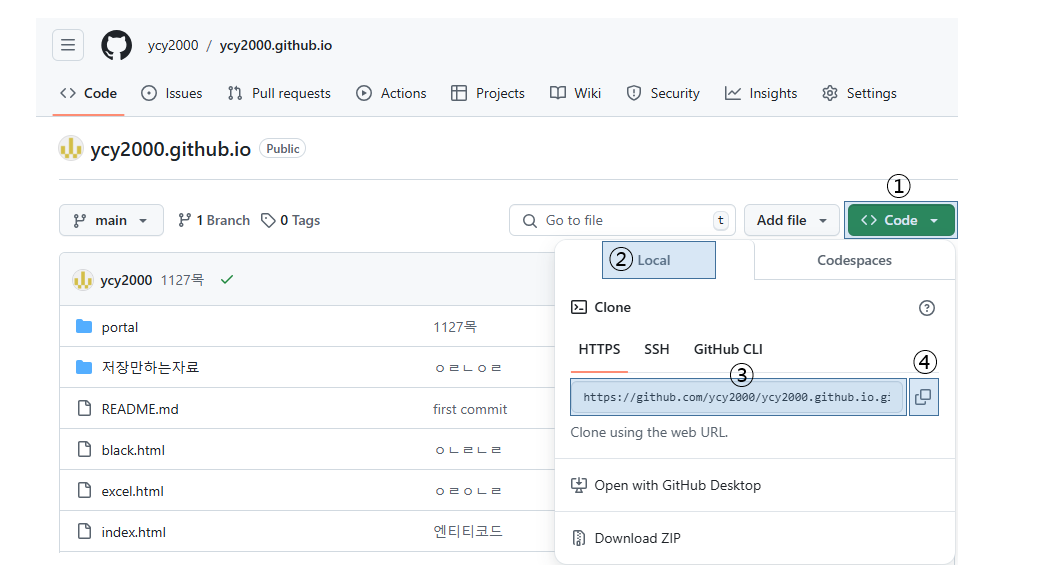 ycy2000 / ycy2000.github.io
Code Issues Pull requests Actions Projects Wiki Security Insights Settings
ycy2000.github.io Public
①
main 1 Branch 0 Tags Go to file t Add file Code
② Local Codespaces
ycy2000 1127목
Clone
portal 1127목
HTTPS SSH GitHub CLI
저장만하는자료 ㅇㄹㄴㅇㄹ
③ ④
https://github.com/ycy2000/ycy2000.github.io.gi
README.md first commit
Clone using the web URL.
black.html ㅇㄴㄹㄴㄹ
excel.html ㅇㄹㅇㄴㄹ
Open with GitHub Desktop
index.html 엔티티코드
Download ZIP